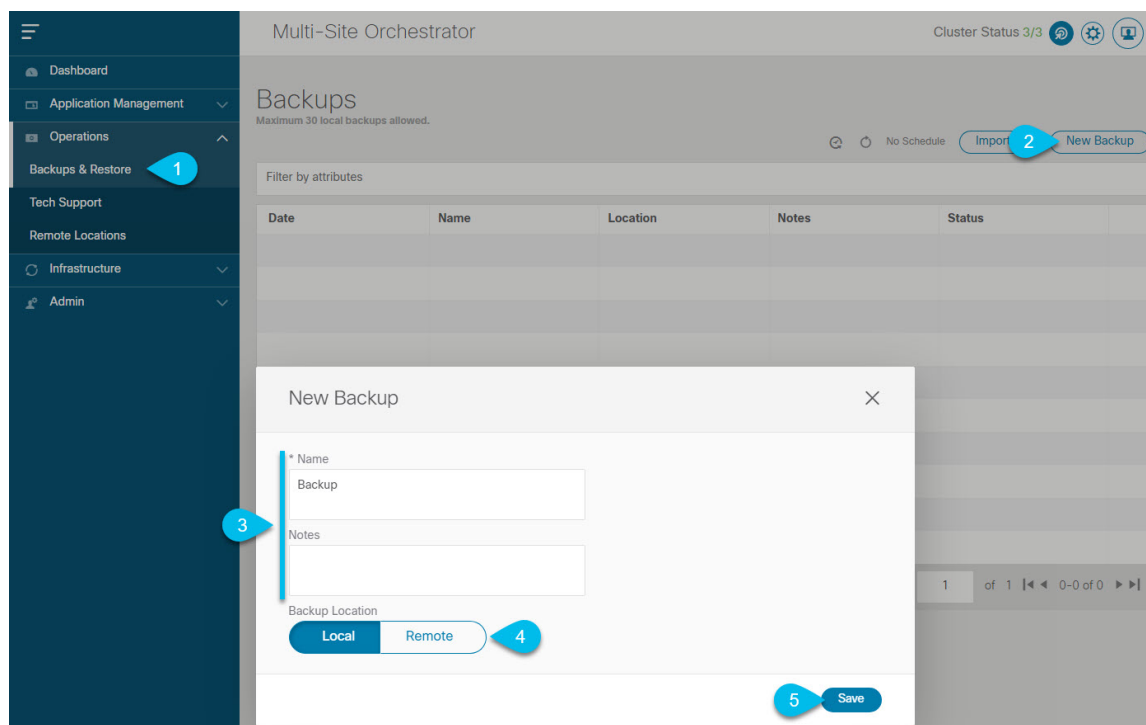 Multi-Site Orchestrator
Cluster Status 3/3
Dashboard
Application Management
Operations
Backups & Restore
1
Tech Support
Remote Locations
Infrastructure
Admin
Backups
Maximum 30 local backups allowed.
No Schedule
Import
2
New Backup
Filter by attributes
Date Name Location Notes Status
New Backup
* Name
Backup
3
Notes
Backup Location
Local Remote
4
5
Save
1 of 1 0-0 of 0